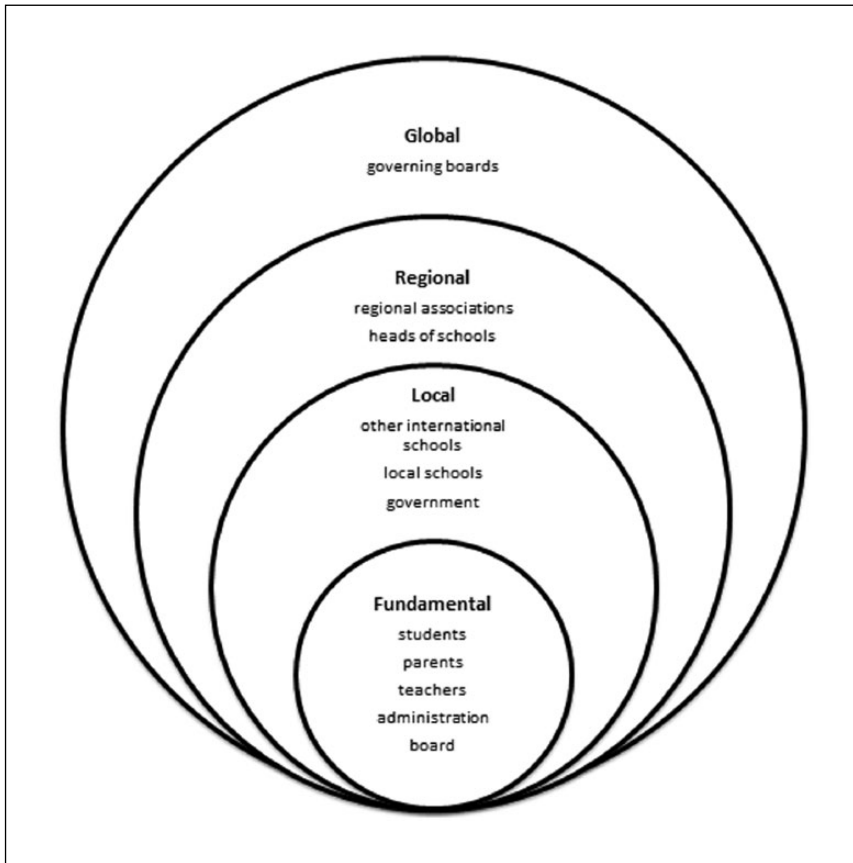 Global
governing boards
Regional
regional associations
heads of schools
Local
other international
schools
local schools
government
Fundamental
students
parents
teachers
administration
board